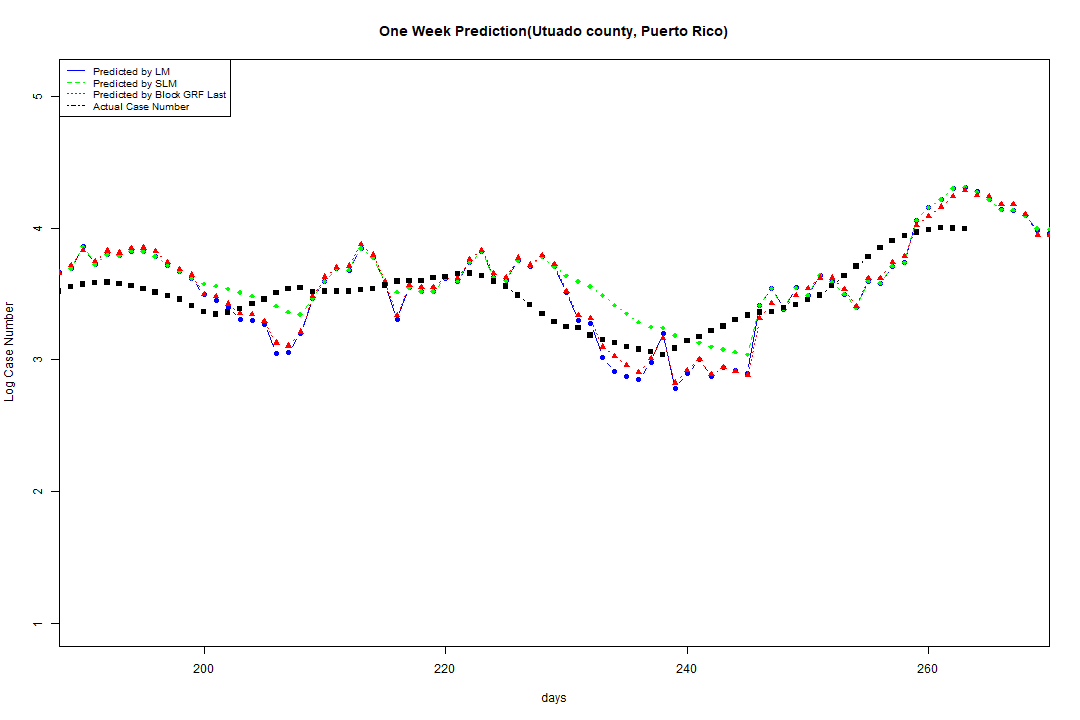 One Week Prediction(Utuado county, Puerto Rico)
Predicted by LM
Predicted by SLM
Predicted by Block GRF Last
Actual Case Number
5
4
3
2
1
Log Case Number
200 220 240 260
days